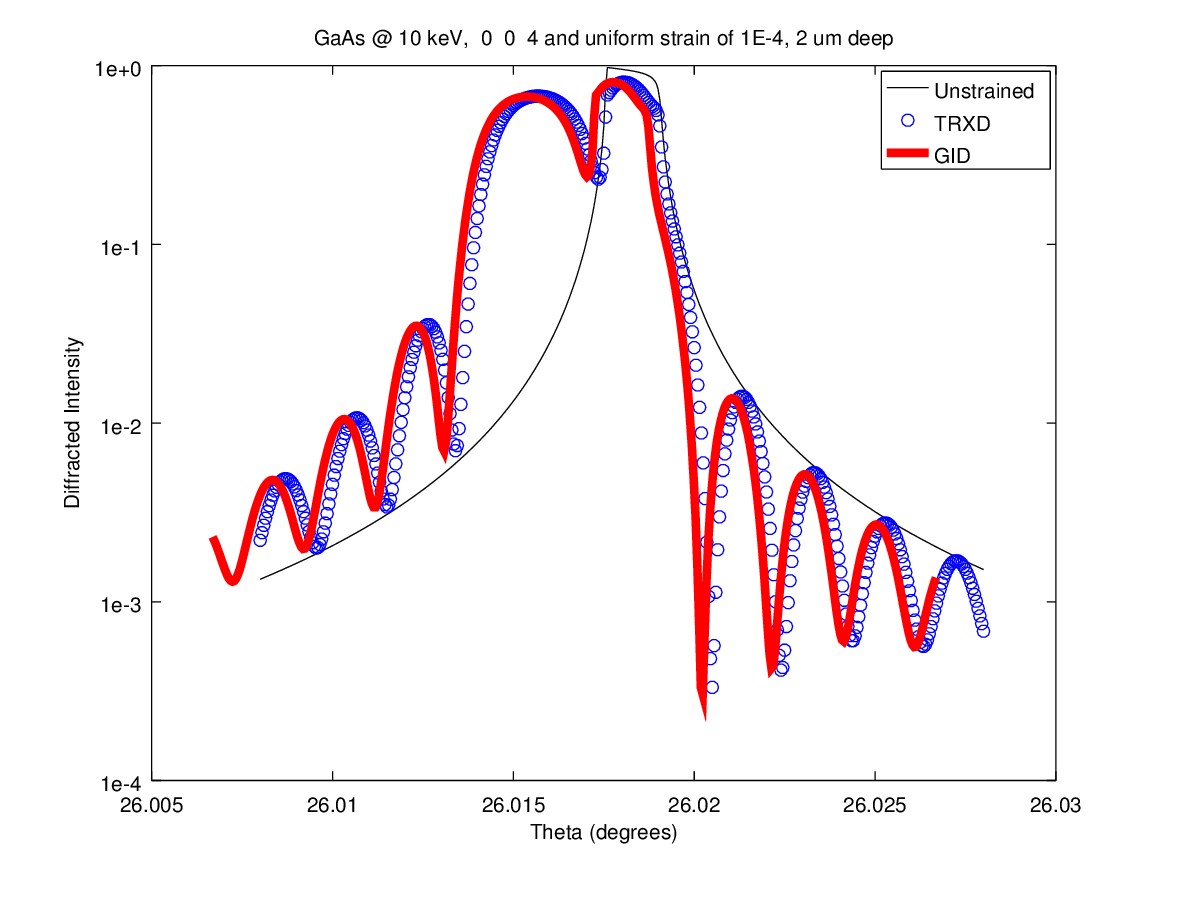 GaAs @ 10 keV,  0  0  4 and uniform strain of 1E-4, 2 um deep
1e+0
1e-1
1e-2
1e-3
1e-4
Diffracted Intensity
Unstrained
TRXD
GID
26.005
26.01
26.015
26.02
26.025
26.03
Theta (degrees)